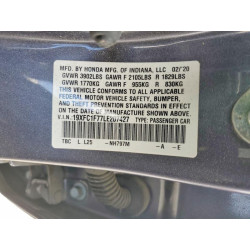 MFD. BY HONDA MFG. OF INDIANA, LLC 02/20
GVWR 3902LBS GAWR F 2105LBS R 1829LBS
GVWR 1770KG GAWR F 955KG R 830KG
THIS VEHICLE CONFORMS TO ALL APPLICABLE
FEDERAL MOTOR VEHICLE SAFETY, BUMPER,
AND THEFT PREVENTION STANDARDS IN EFFECT
ON THE DATE OF MANUFACTURE SHOWN ABOVE.
V.I.N. 19XFC1F77LE207427 TYPE: PASSENGER CAR
TBC L L25 -NH797M -A -E